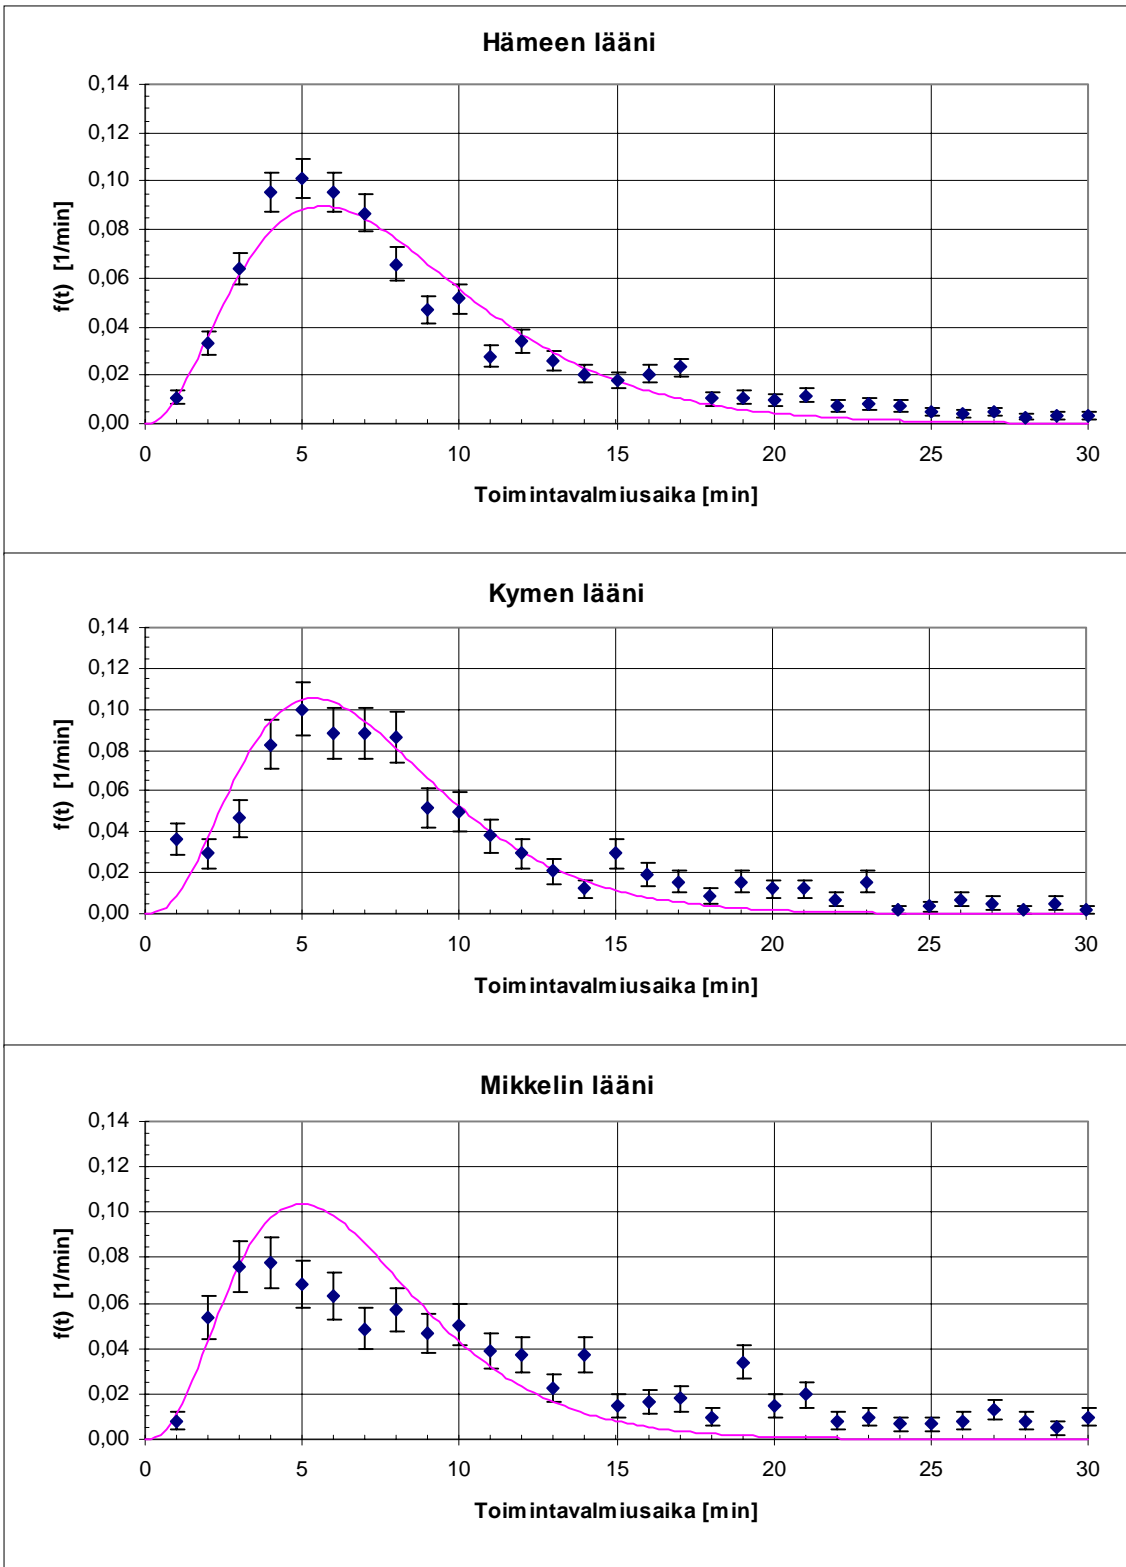 Hämeen lääni
0,14
0,12
0,10
0,08
0,06
0,04
0,02
0,00
f(t) [1/min]
0 5 10 15 20 25 30
Toimintavalmiusaika [min]
Kymen lääni
0,14
0,12
0,10
0,08
0,06
0,04
0,02
0,00
f(t) [1/min]
0 5 10 15 20 25 30
Toimintavalmiusaika [min]
Mikkelin lääni
0,14
0,12
0,10
0,08
0,06
0,04
0,02
0,00
f(t) [1/min]
0 5 10 15 20 25 30
Toimintavalmiusaika [min]